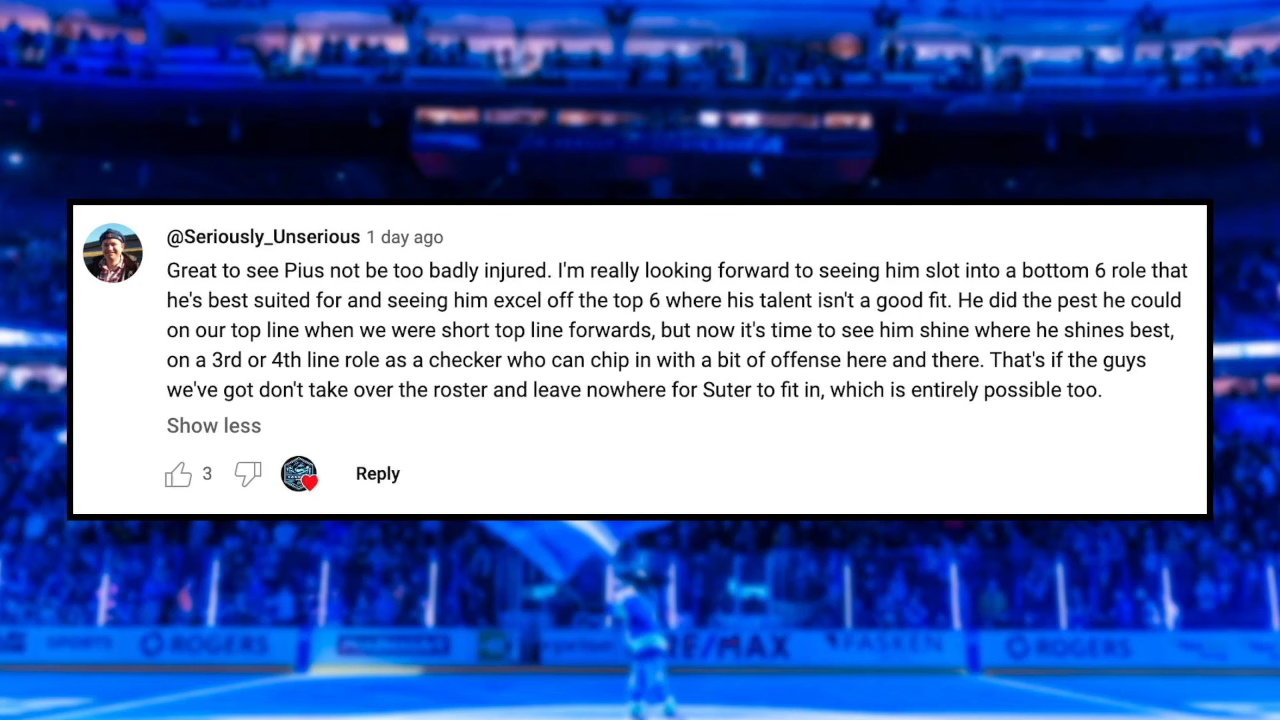 @Seriously_Unserious 1 day ago
Great to see Pius not be too badly injured. I'm really looking forward to seeing him slot into a bottom 6 role that
he's best suited for and seeing him excel off the top 6 where his talent isn't a good fit. He did the pest he could
on our top line when we were short top line forwards, but now it's time to see him shine where he shines best,
on a 3rd or 4th line role as a checker who can chip in with a bit of offense here and there. That's if the guys
we've got don't take over the roster and leave nowhere for Suter to fit in, which is entirely possible too.
Show less
3 Reply
SPORTS ROGERS RE/MAX FASKEN ROGERS